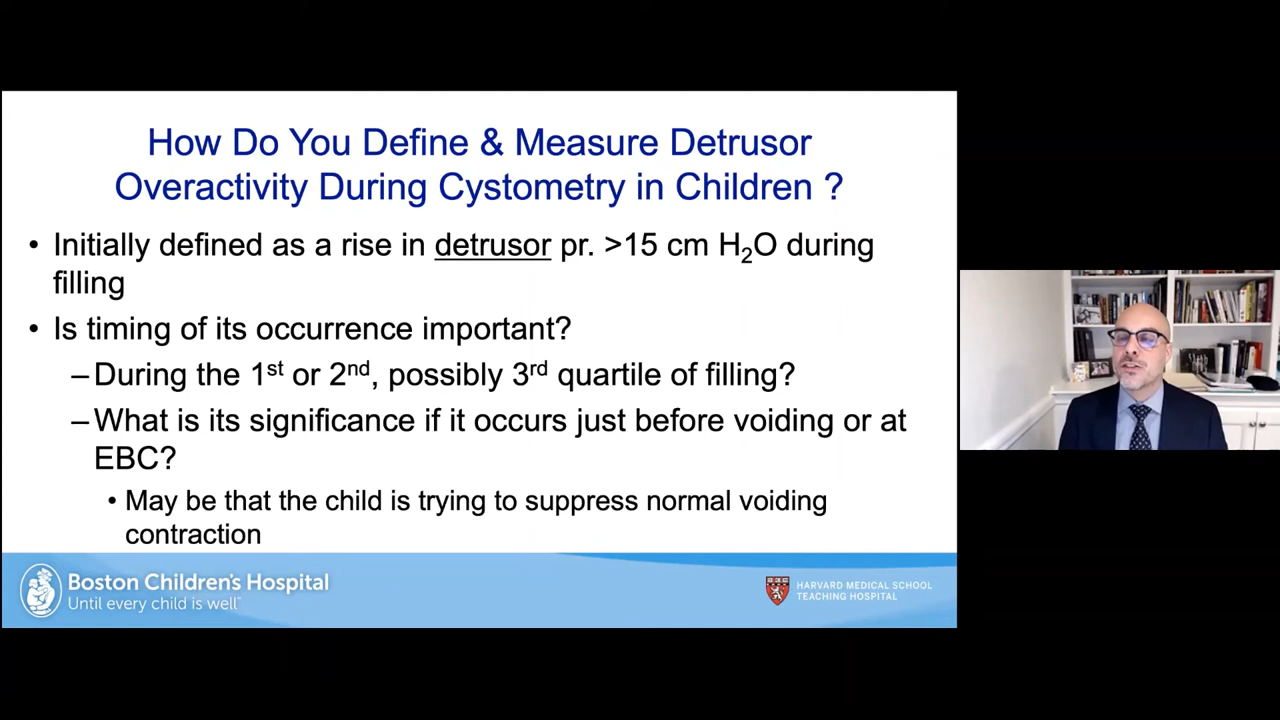 How Do You Define & Measure Detrusor
Overactivity During Cystometry in Children ?
• Initially defined as a rise in detrusor pr. >15 cm H₂O during
filling
• Is timing of its occurrence important?
–During the 1st or 2nd, possibly 3rd quartile of filling?
–What is its significance if it occurs just before voiding or at
EBC?
• May be that the child is trying to suppress normal voiding
contraction
Boston Children's Hospital
Until every child is well™
HARVARD MEDICAL SCHOOL
TEACHING HOSPITAL